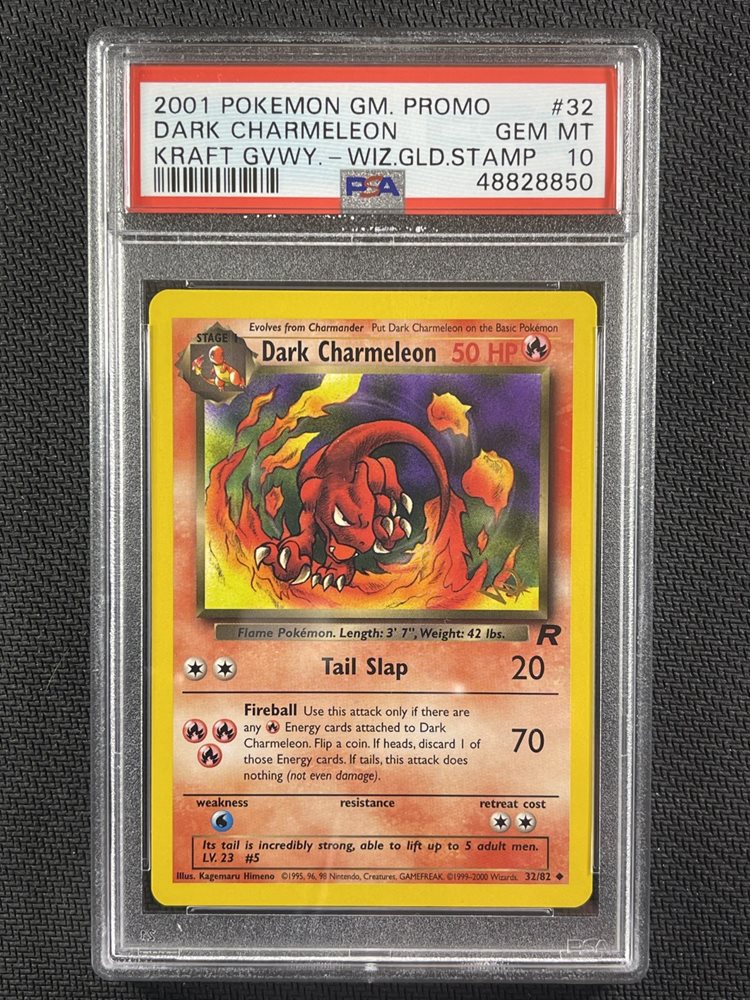 2001 POKEMON GM. PROMO #32
DARK CHARMELEON GEM MT
KRAFT GVWY.-WIZ.GLD.STAMP 10
PSA 48828850
Evolves from Charmander Put Dark Charmeleon on the Basic Pokémon
STAGE 1
Dark Charmeleon 50 HP
Flame Pokémon. Length: 3' 7", Weight: 42 lbs.
R
Tail Slap 20
Fireball Use this attack only if there are
any Energy cards attached to Dark
Charmeleon. Flip a coin. If heads, discard 1 of
those Energy cards. If tails, this attack does
nothing (not even damage).
70
weakness resistance retreat cost
Its tail is incredibly strong, able to lift up to 5 adult men.
LV. 23 #5
Illus. Kagemaru Himeno ©1995, 96, 98 Nintendo, Creatures, GAMEFREAK. ©1999-2000 Wizards. 32/82
PSA